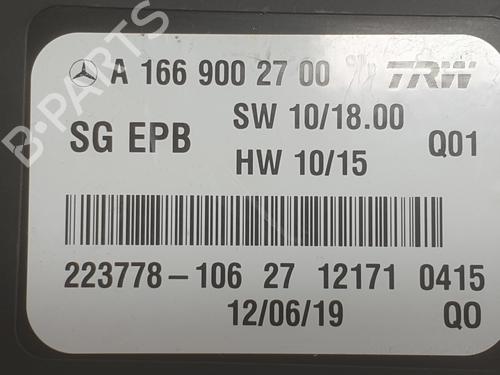 A 166 900 27 00 TRW
SG EPB SW 10/18.00 Q01
HW 10/15
223778-106 27 12171 0415
12/06/19 Q0
B-PARTS